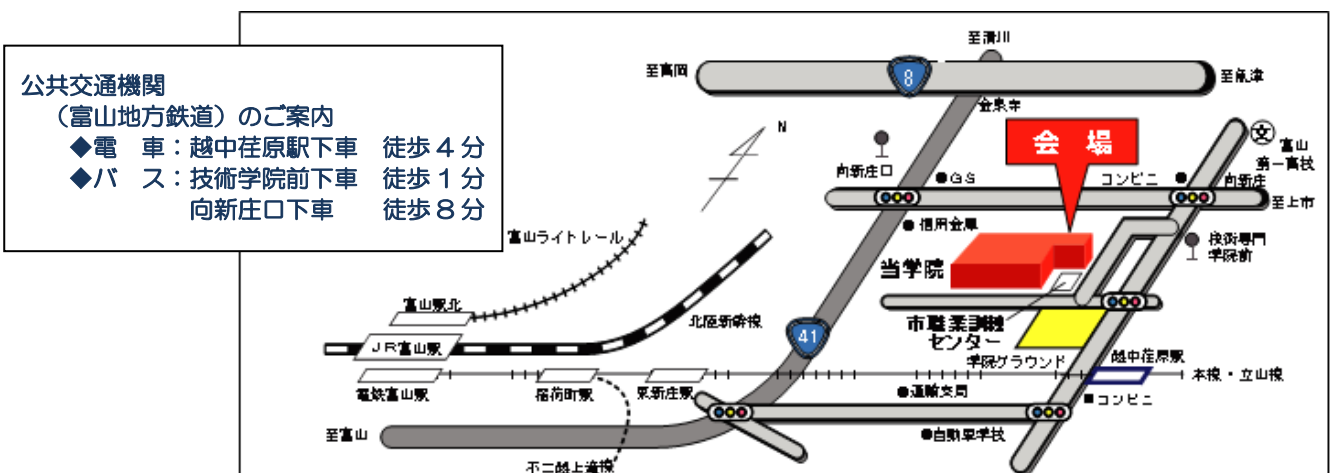 公共交通機関
（富山地方鉄道）のご案内
◆電　車：越中荏原駅下車　徒歩４分
◆バ　ス：技術学院前下車　徒歩１分
向新庄口下車　　徒歩８分
至滑川
至高岡
8
至魚津
金泉寺
N
会　場
文
富山
第一高校
向新庄口
●GS
コンビニ
向新庄
至上市
●信用金庫
技術専門
学院前
富山ライトレール
当学院
富山駅北
北陸新幹線
市職業訓練
センター
ＪＲ富山駅
41
学院グラウンド
越中荏原駅
本線・立山線
電鉄富山駅
稲荷町駅
東新庄駅
●運輸支局
■コンビニ
至富山
●自動車学校
不二越上滝線